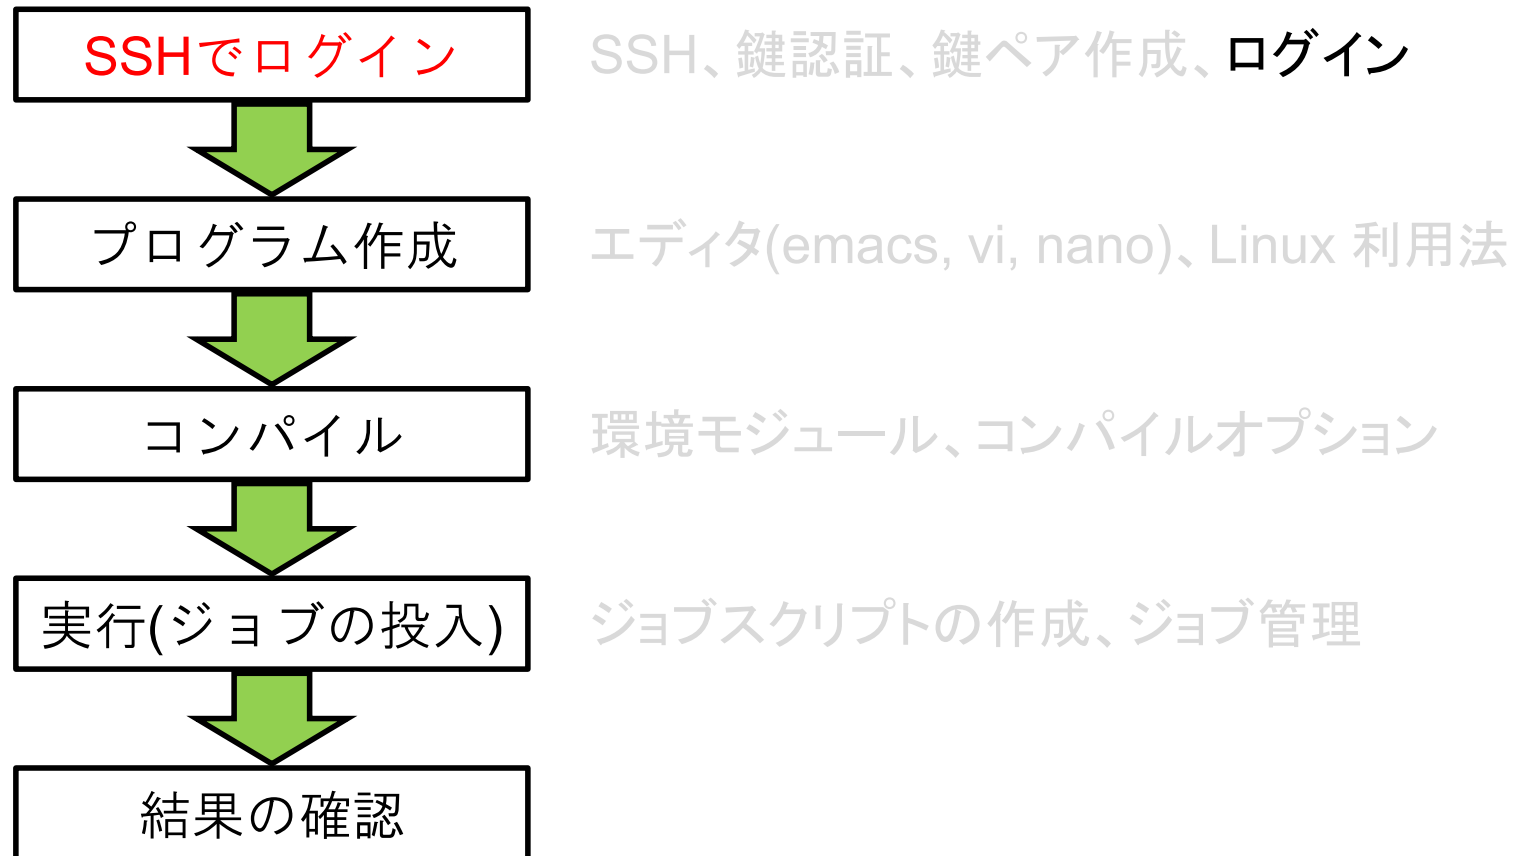 SSHでログイン
SSH、鍵認証、鍵ペア作成、ログイン
プログラム作成
エディタ(emacs, vi, nano)、Linux 利用法
コンパイル
環境モジュール、コンパイルオプション
実行(ジョブの投入)
ジョブスクリプトの作成、ジョブ管理
結果の確認